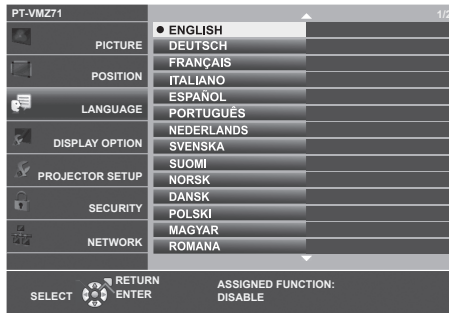 PT-VMZ71
1/2
PICTURE
POSITION
LANGUAGE
DISPLAY OPTION
PROJECTOR SETUP
SECURITY
NETWORK
ENGLISH
DEUTSCH
FRANÇAIS
ITALIANO
ESPAÑOL
PORTUGUÊS
NEDERLANDS
SVENSKA
SUOMI
NORSK
DANSK
POLSKI
MAGYAR
ROMANA
SELECT
RETURN
ENTER
ASSIGNED FUNCTION:
DISABLE